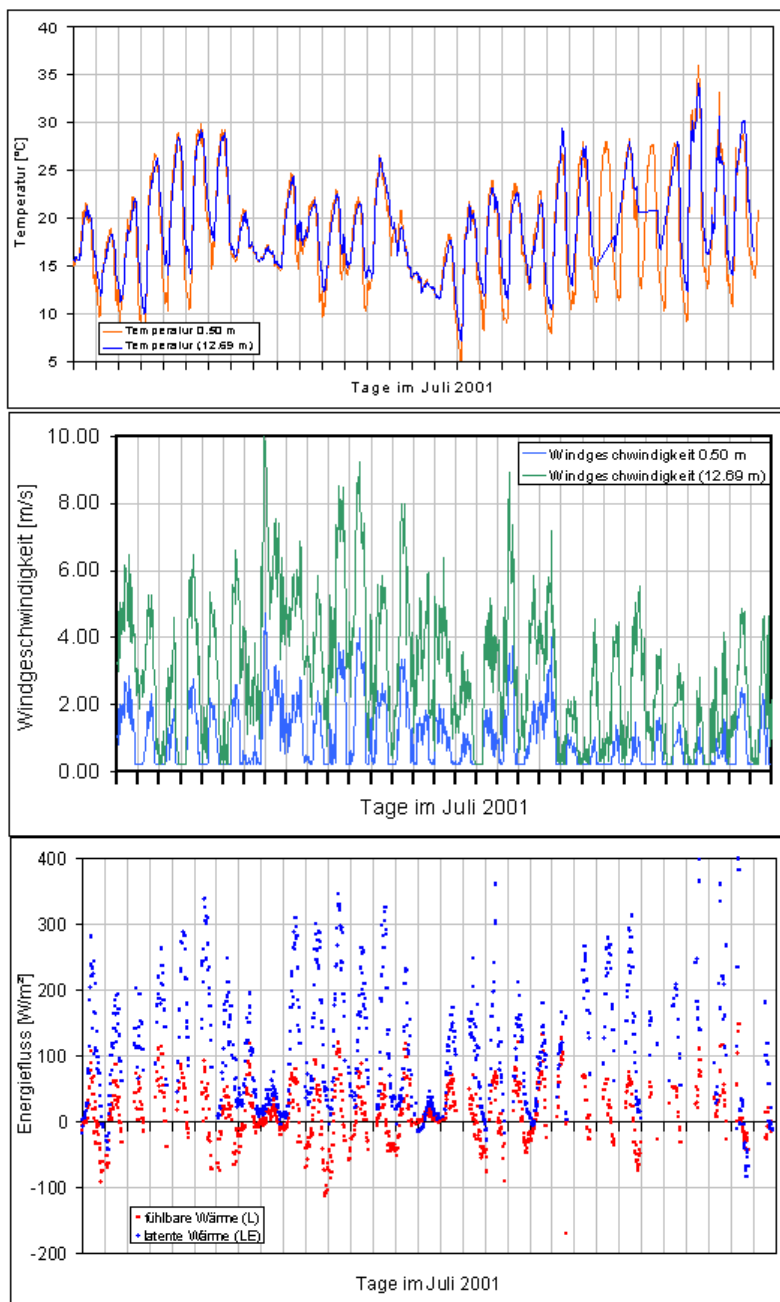 40
35
30
25
20
15
10
5
Temperatur [°C]
Temperatur 0.50 m
Temperatur (12.69 m)
Tage im Juli 2001
10.00
8.00
6.00
4.00
2.00
0.00
Windgeschwindigkeit [m/s]
Windgeschwindigkeit 0.50 m
Windgeschwindigkeit (12.69 m)
Tage im Juli 2001
400
300
200
100
0
-100
-200
Energiefluss [W/m²]
fühlbare Wärme (L)
latente Wärme (LE)
Tage im Juli 2001